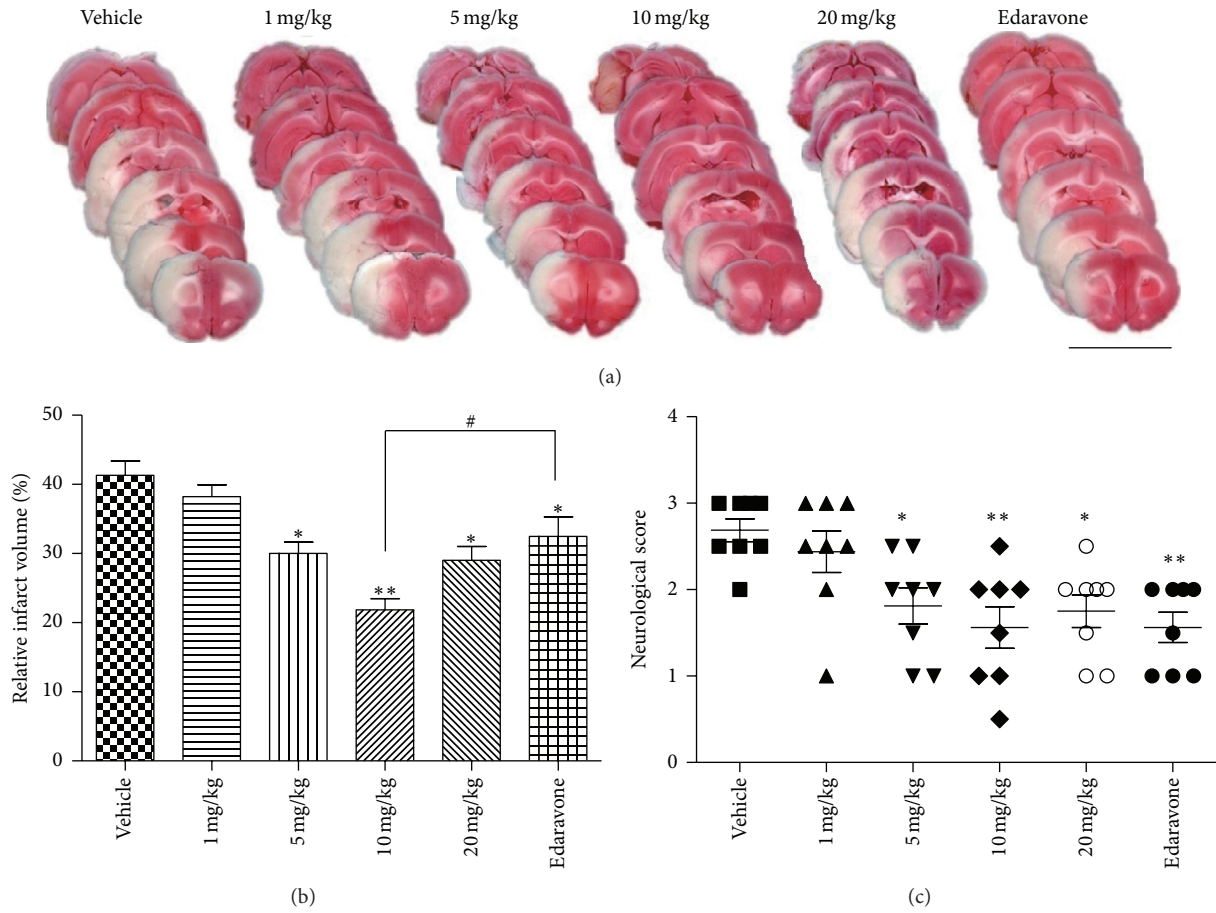 Vehicle 1 mg/kg 5 mg/kg 10 mg/kg 20 mg/kg Edaravone
(a)
Relative infarct volume (%)
50
40
30
20
10
0
*
**
*
*
#
Vehicle
1 mg/kg
5 mg/kg
10 mg/kg
20 mg/kg
Edaravone
(b)
Neurological score
4
3
2
1
0
*
**
*
**
Vehicle
1 mg/kg
5 mg/kg
10 mg/kg
20 mg/kg
Edaravone
(c)